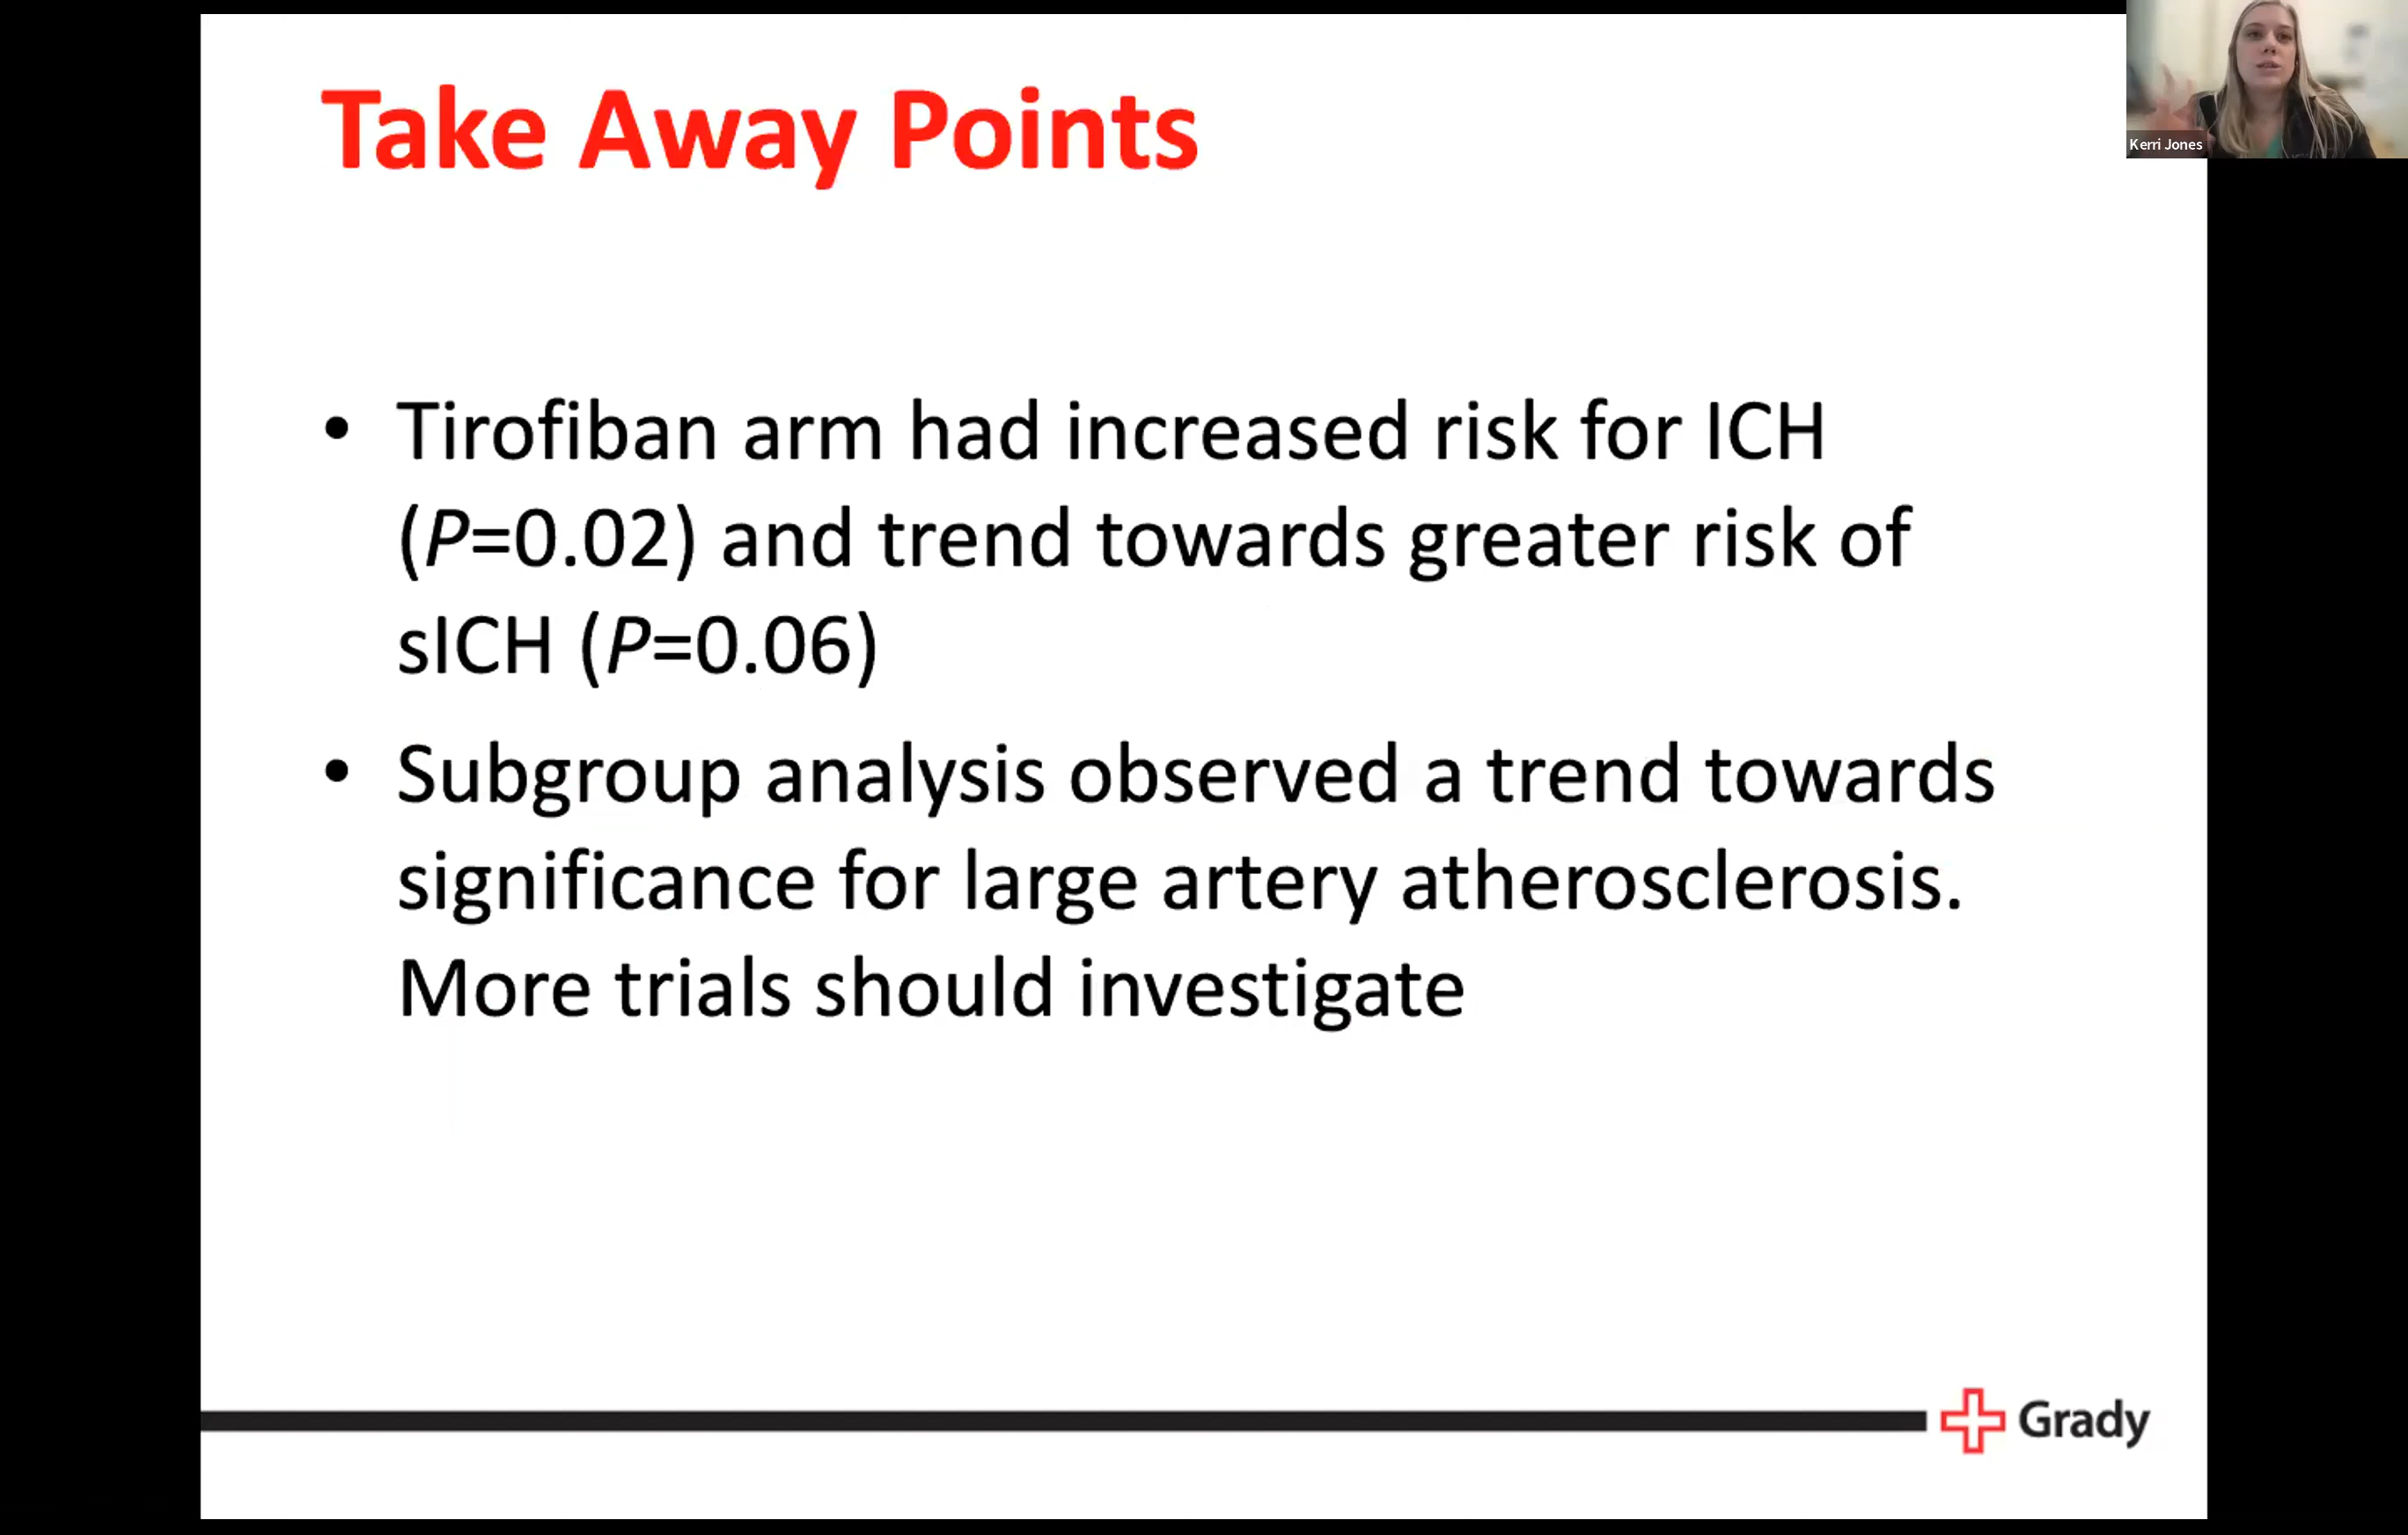 Take Away Points
Kerri Jones
• Tirofiban arm had increased risk for ICH
(P=0.02) and trend towards greater risk of
sICH (P=0.06)
• Subgroup analysis observed a trend towards
significance for large artery atherosclerosis.
More trials should investigate
Grady